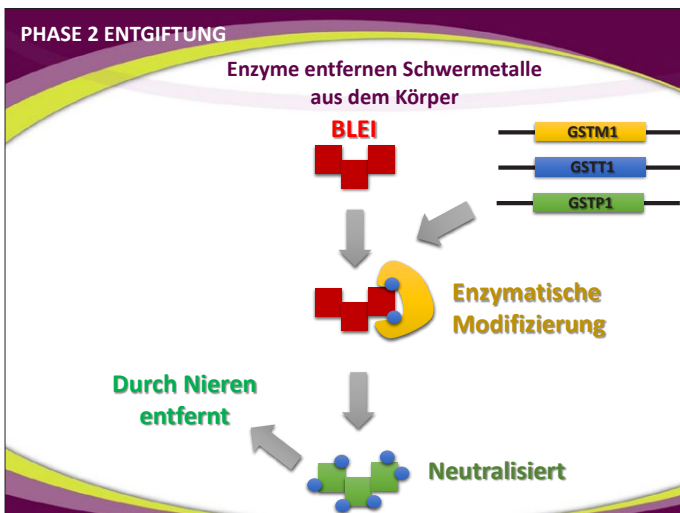 PHASE 2 ENTGIFTUNG
Enzyme entfernen Schwermetalle
aus dem Körper
BLEI
GSTM1
GSTT1
GSTP1
Enzymatische
Modifizierung
Durch Nieren
entfernt
Neutralisiert